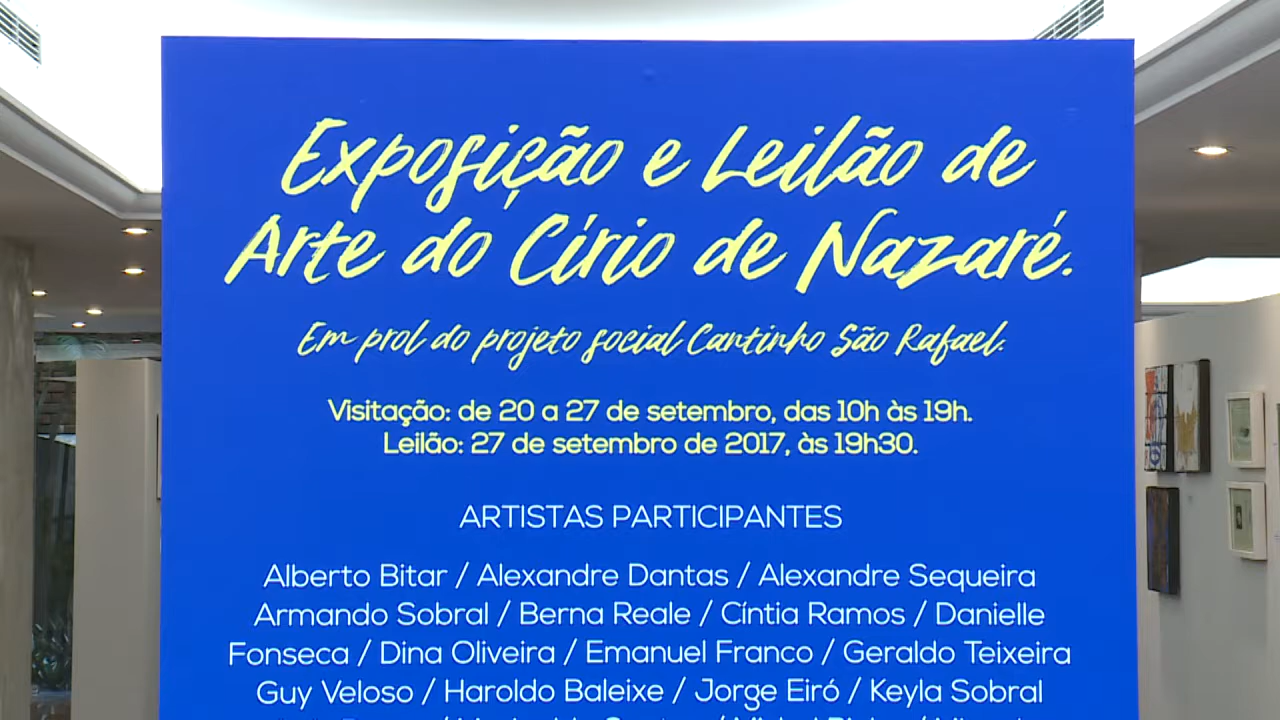 Exposição e Leilão de
Arte do Círio de Nazaré.
Em prol do projeto social Cantinho São Rafael.
Visitação: de 20 a 27 de setembro, das 10h às 19h.
Leilão: 27 de setembro de 2017, às 19h30.
ARTISTAS PARTICIPANTES
Alberto Bitar / Alexandre Dantas / Alexandre Sequeira
Armando Sobral / Berna Reale / Cíntia Ramos / Danielle
Fonseca / Dina Oliveira / Emanuel Franco / Geraldo Teixeira
Guy Veloso / Haroldo Baleixe / Jorge Eiró / Keyla Sobral